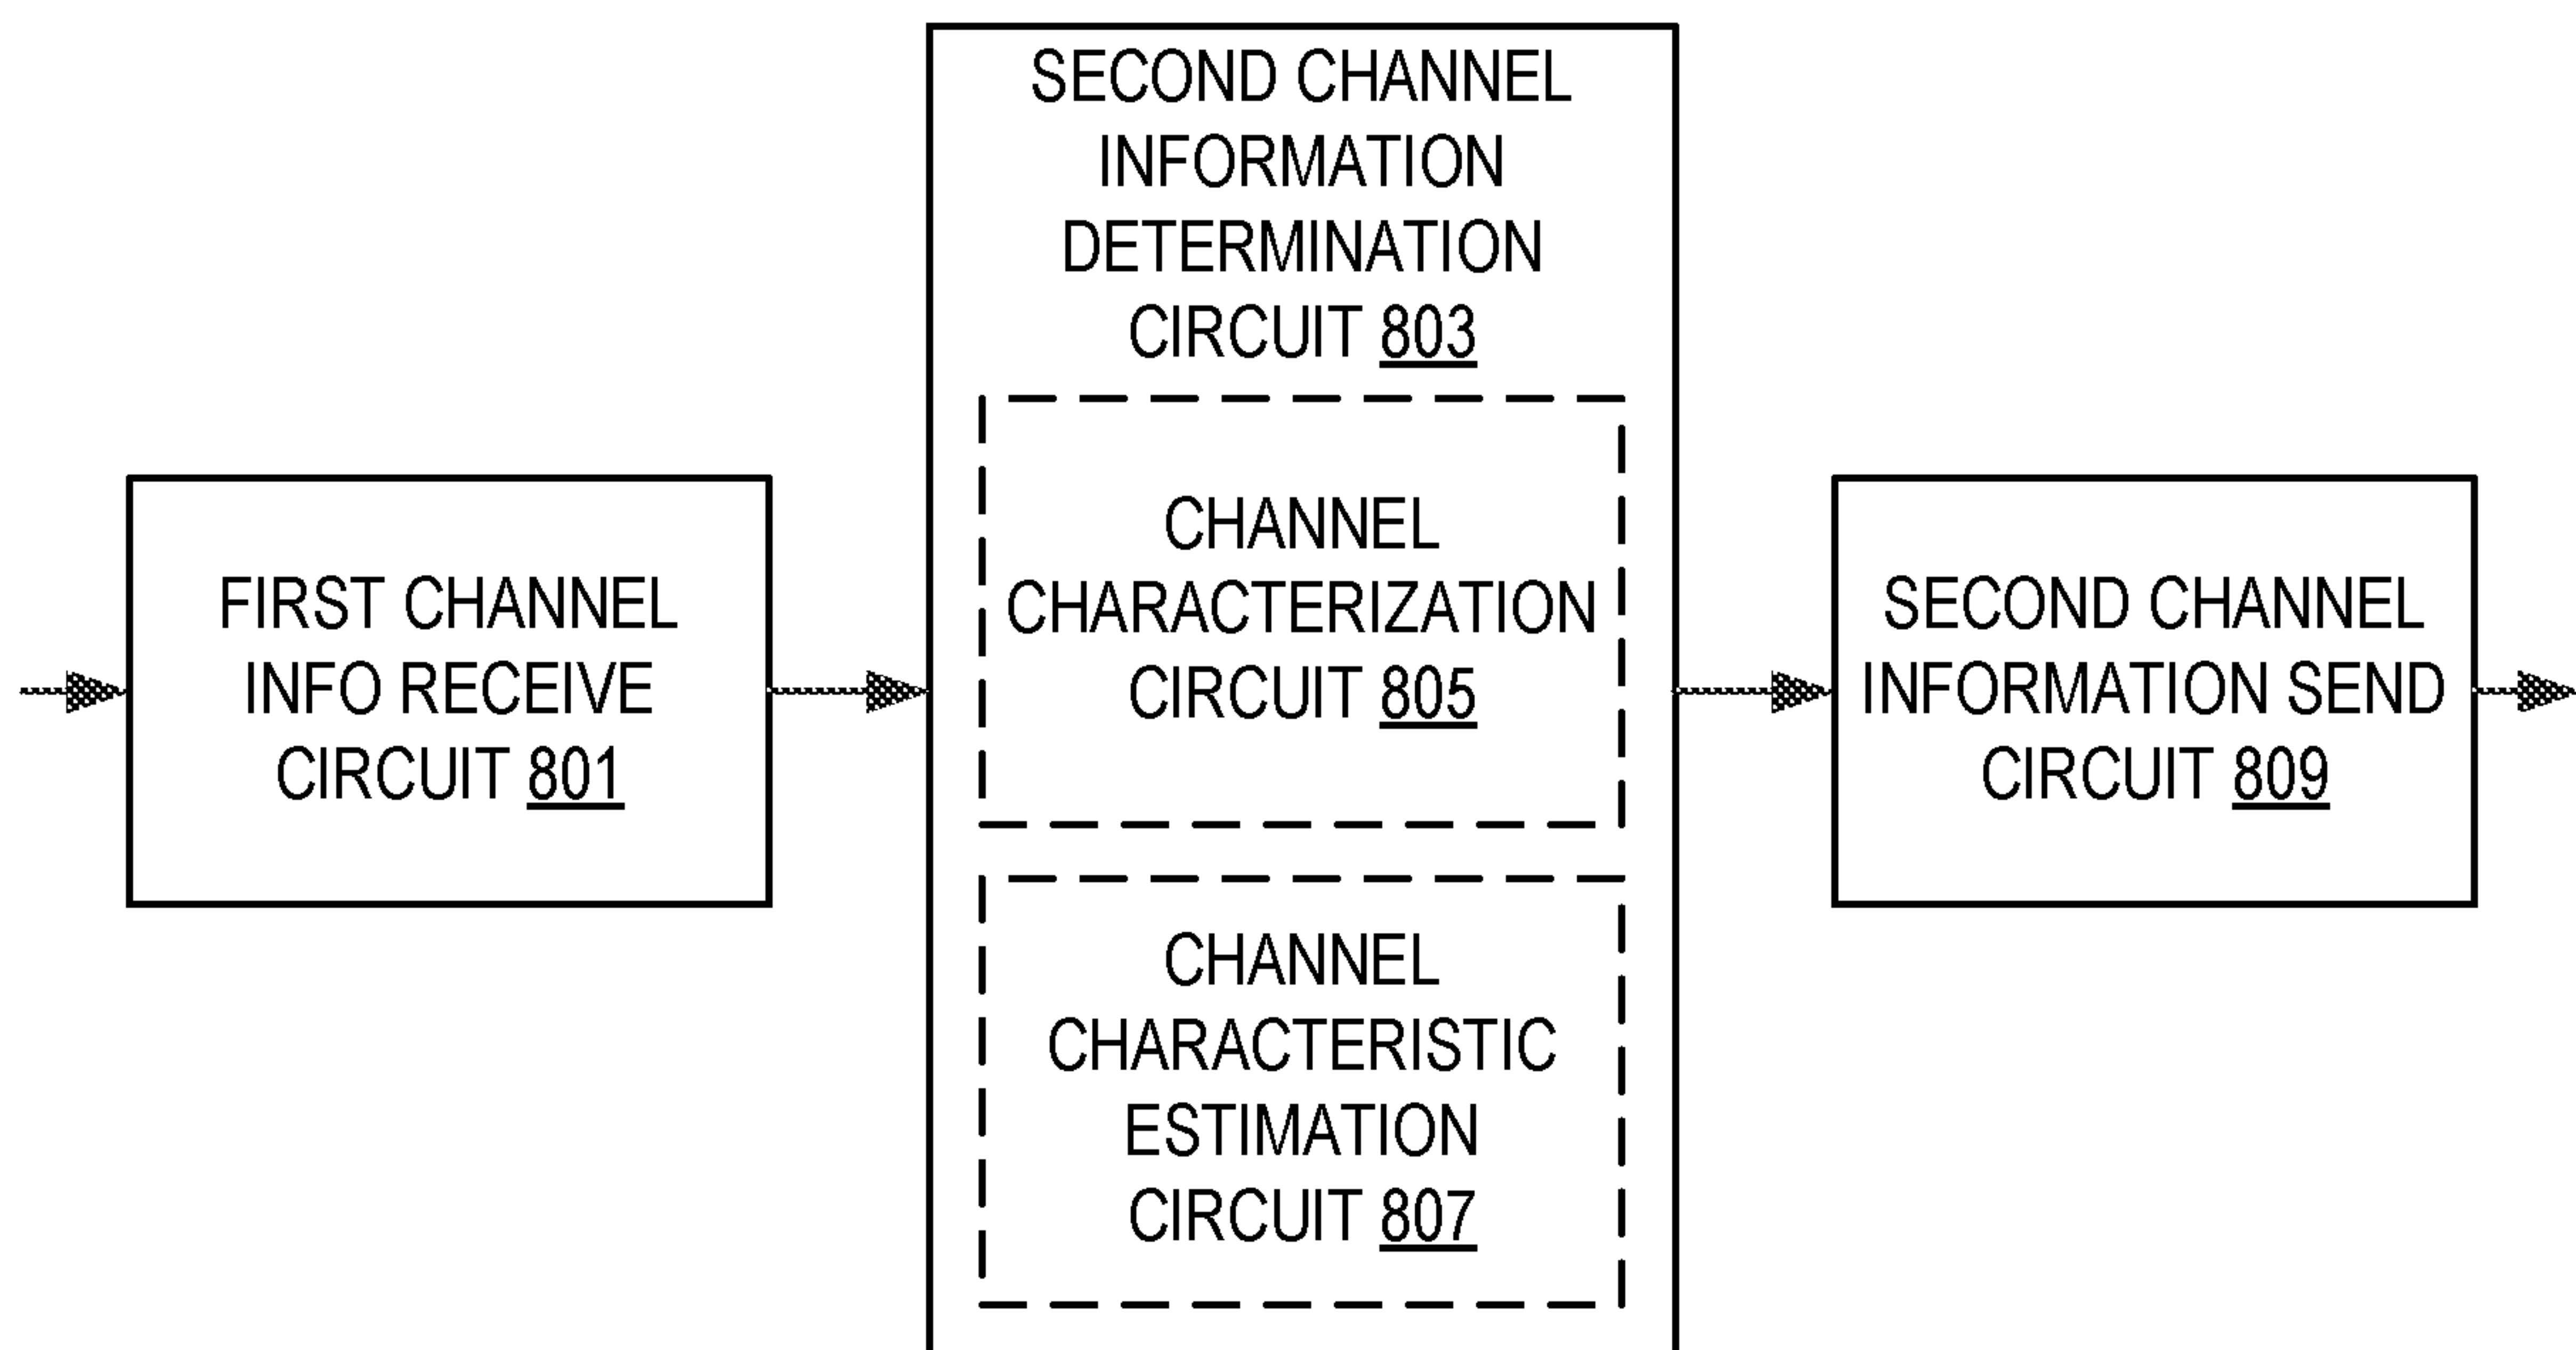 FIRST CHANNEL
INFO RECEIVE
CIRCUIT 801
SECOND CHANNEL
INFORMATION
DETERMINATION
CIRCUIT 803
CHANNEL
CHARACTERIZATION
CIRCUIT 805
CHANNEL
CHARACTERISTIC
ESTIMATION
CIRCUIT 807
SECOND CHANNEL
INFORMATION SEND
CIRCUIT 809